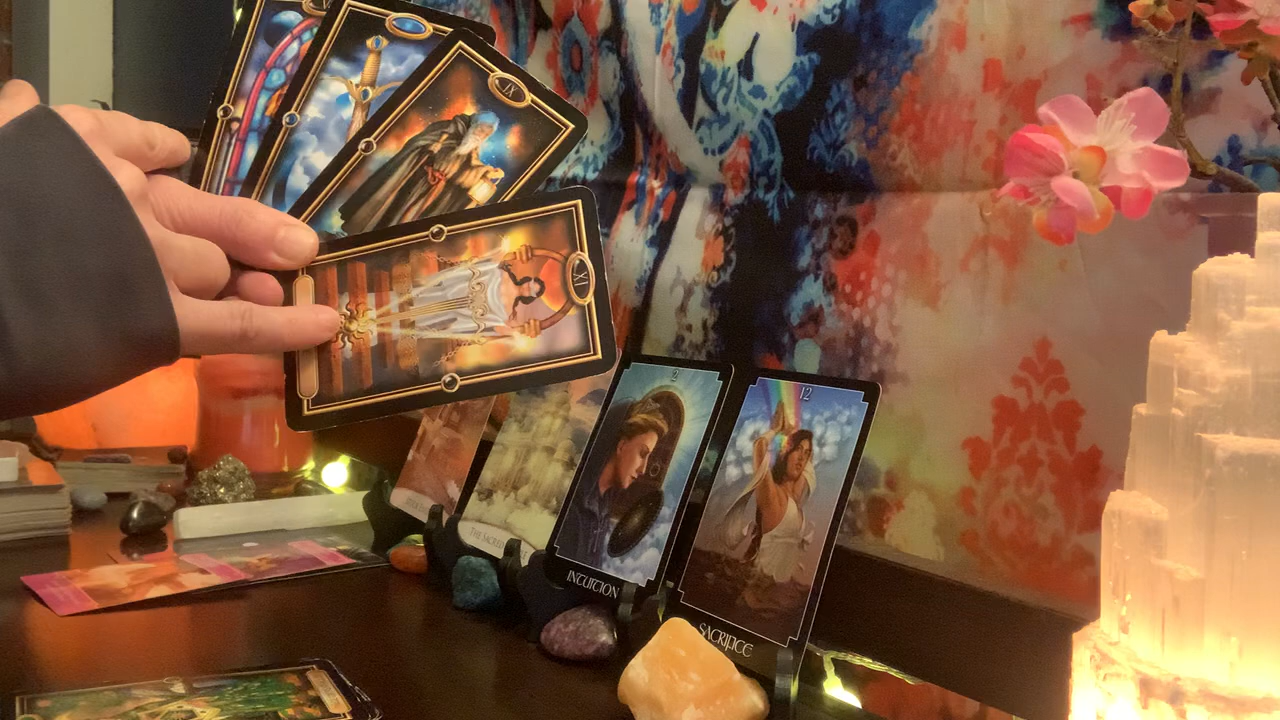 IX
XI
2
INTUITION
12
SACRIFICE
THE SACRED